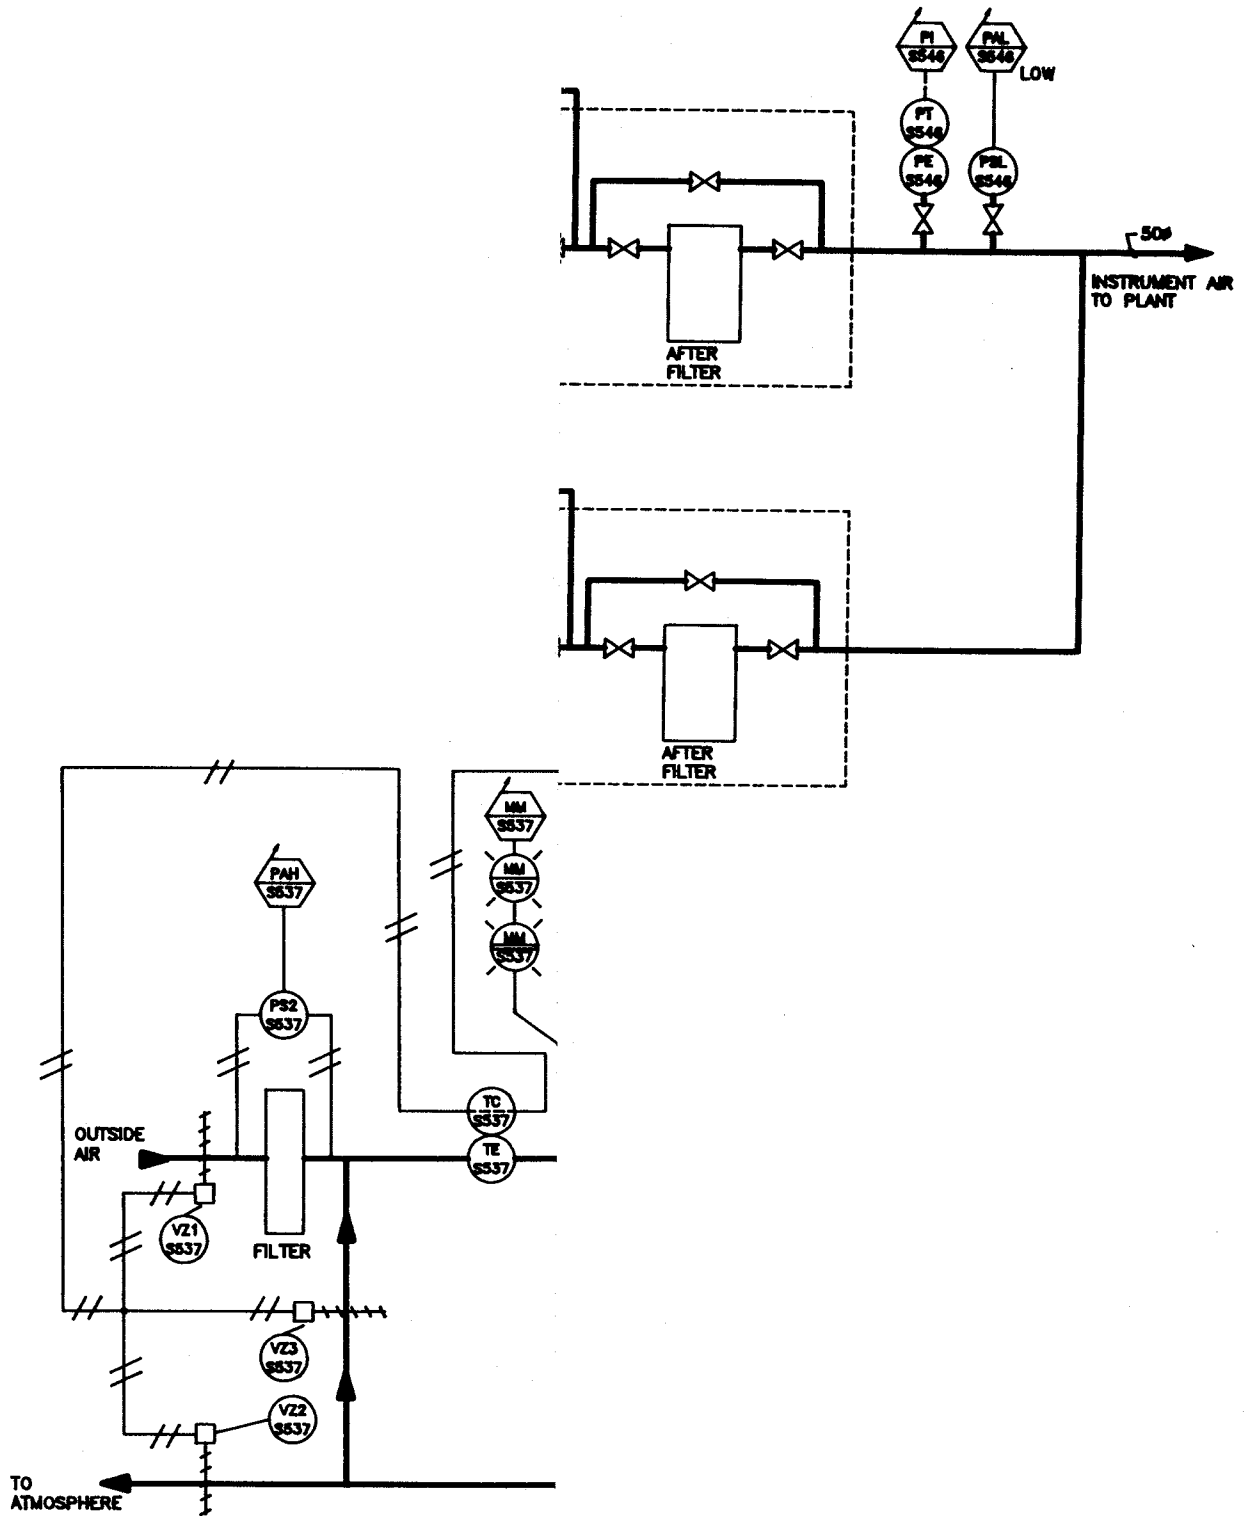 PI
S546
PAL
S546
LOW
PT
S546
PE
S546
PSL
S546
50ø
INSTRUMENT AIR
TO PLANT
AFTER
FILTER
AFTER
FILTER
MM
S537
MM
S537
MM
S537
PAH
S537
PS2
S537
TC
S537
TE
S537
OUTSIDE
AIR
VZ1
S537
FILTER
VZ3
S537
VZ2
S537
TO
ATMOSPHERE